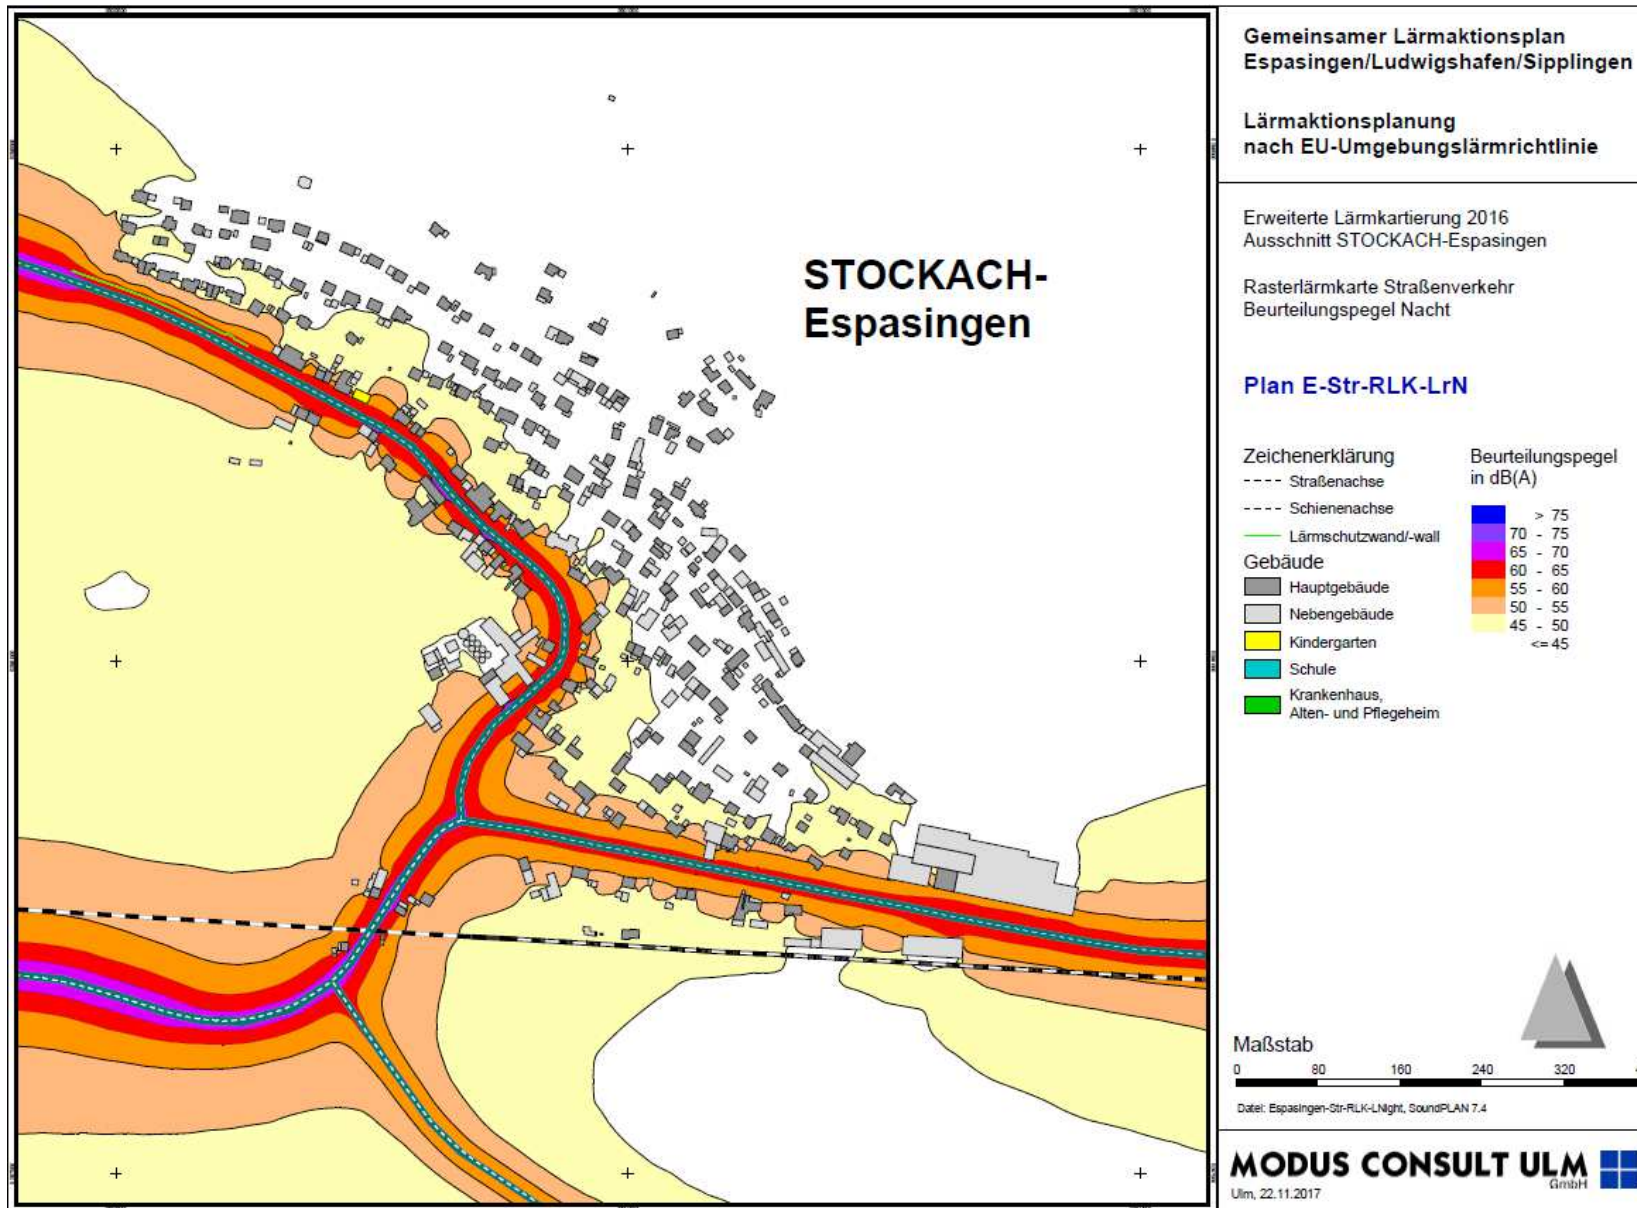 STOCKACH-
Espasingen
Gemeinsamer Lärmaktionsplan
Espasingen/Ludwigshafen/Sipplingen
Lärmaktionsplanung
nach EU-Umgebungslärmrichtlinie
Erweiterte Lärmkartierung 2016
Ausschnitt STOCKACH-Espasingen
Rasterlärmkarte Straßenverkehr
Beurteilungspegel Nacht
Plan E-Str-RLK-LrN
Zeichenerklärung
Straßenachse
Schienenachse
Lärmschutzwand/-wall
Gebäude
Hauptgebäude
Nebengebäude
Kindergarten
Schule
Krankenhaus,
Alten- und Pflegeheim
Beurteilungspegel
in dB(A)
> 75
70 - 75
65 - 70
60 - 65
55 - 60
50 - 55
45 - 50
<= 45
Maßstab
0 80 160 240 320
Datei: Espasingen-Str-RLK-LNight, SoundPLAN 7.4
MODUS CONSULT ULM
GmbH
Ulm, 22.11.2017